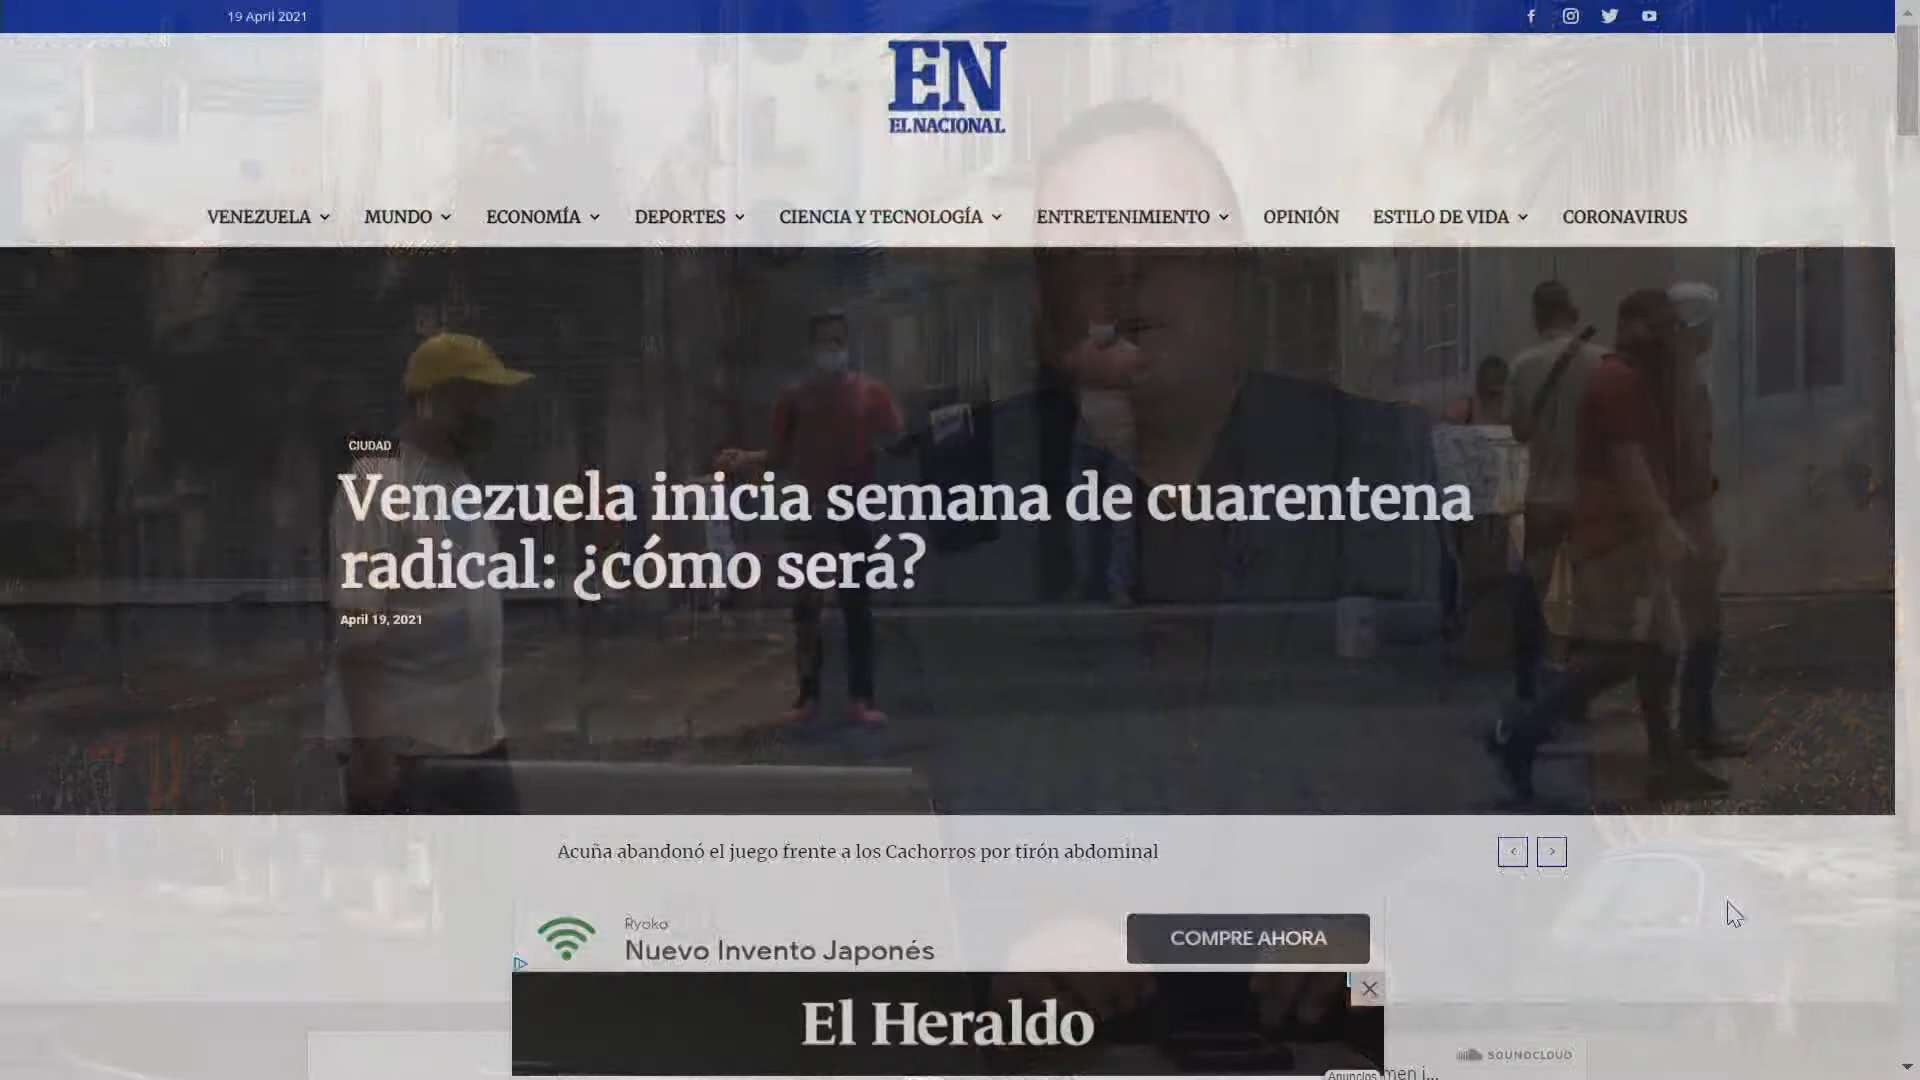 19 April 2021
EN
EL NACIONAL
VENEZUELA MUNDO ECONOMÍA DEPORTES CIENCIA Y TECNOLOGÍA ENTRETENIMIENTO OPINIÓN ESTILO DE VIDA CORONAVIRUS
CIUDAD
Venezuela inicia semana de cuarentena
radical: ¿cómo será?
April 19, 2021
Acuña abandonó el juego frente a los Cachorros por tirón abdominal
Ryoko
Nuevo Invento Japonés
COMPRE AHORA
El Heraldo
SOUNDCLOUD
Anuncios